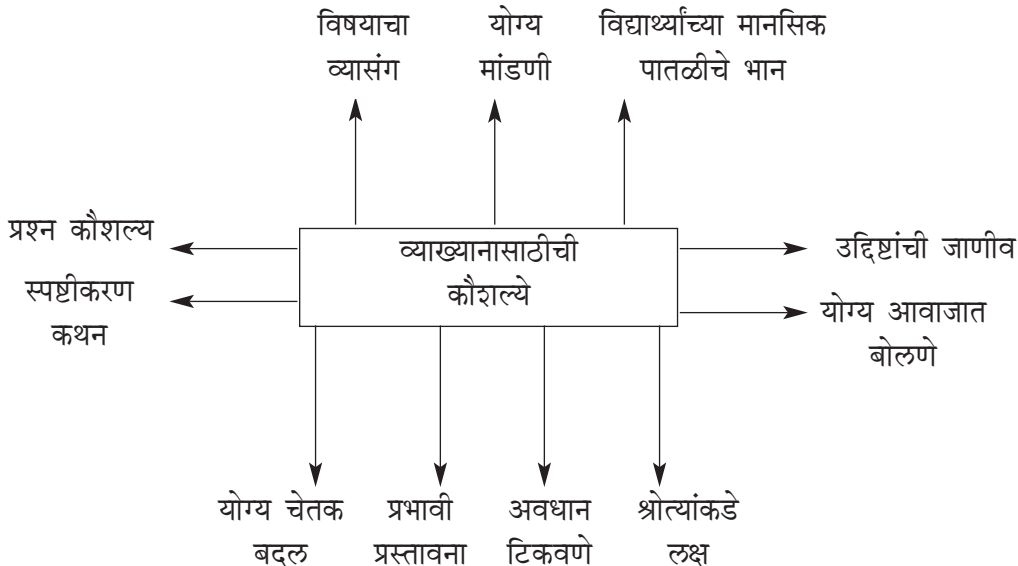 विषयाचा
व्यासंग
योग्य
मांडणी
विद्यार्थ्यांच्या मानसिक
पातळीचे भान
प्रश्न कौशल्य
स्पष्टीकरण
कथन
व्याख्यानासाठीची
कौशल्ये
उद्दिष्टांची जाणीव
योग्य आवाजात
बोलणे
योग्य चेतक
बदल
प्रभावी
प्रस्तावना
अवधान
टिकवणे
श्रोत्यांकडे
लक्ष